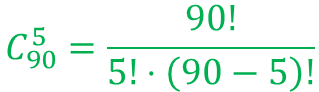 C₉₀⁵ = 90! / (5! · (90 − 5)!)